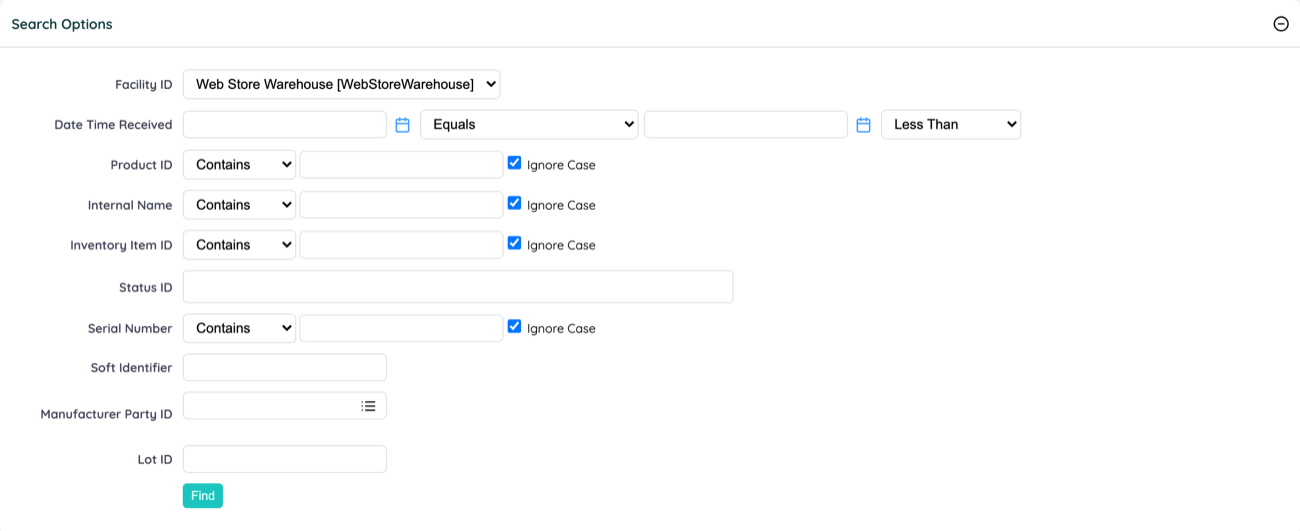 Search Options
Facility ID Web Store Warehouse [WebStoreWarehouse]
Date Time Received Equals Less Than
Product ID Contains Ignore Case
Internal Name Contains Ignore Case
Inventory Item ID Contains Ignore Case
Status ID
Serial Number Contains Ignore Case
Soft Identifier
Manufacturer Party ID
Lot ID
Find